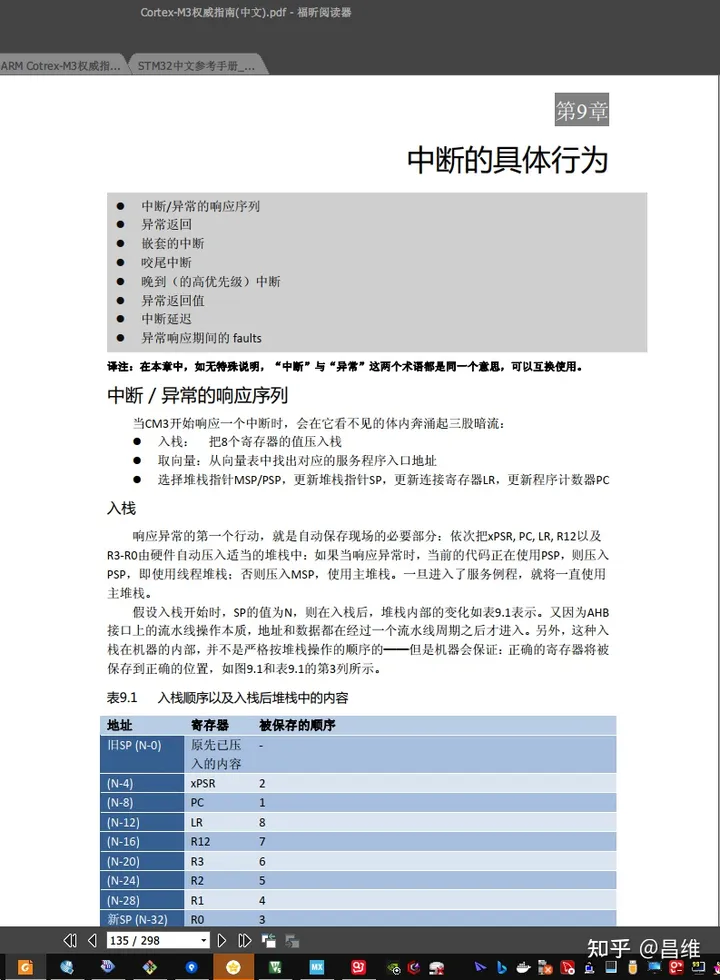 Cortex-M3权威指南(中文).pdf - 福昕阅读器
ARM Cotrex-M3权威指... STM32中文参考手册_...
第9章
中断的具体行为
● 中断/异常的响应序列
● 异常返回
● 嵌套的中断
● 咬尾中断
● 晚到（的高优先级）中断
● 异常返回值
● 中断延迟
● 异常响应期间的 faults
译注：在本章中，如无特殊说明，“中断”与“异常”这两个术语都是同一个意思，可以互换使用。
中断 / 异常的响应序列
当CM3开始响应一个中断时，会在它看不见的体内奔涌起三股暗流：
● 入栈： 把8个寄存器的值压入栈
● 取向量：从向量表中找出对应的服务程序入口地址
● 选择堆栈指针MSP/PSP，更新堆栈指针SP，更新连接寄存器LR，更新程序计数器PC
入栈
响应异常的第一个行动，就是自动保存现场的必要部分：依次把xPSR, PC, LR, R12以及
R3-R0由硬件自动压入适当的堆栈中：如果当响应异常时，当前的代码正在使用PSP，则压入
PSP，即使用线程堆栈；否则压入MSP，使用主堆栈。一旦进入了服务例程，就将一直使用
主堆栈。
假设入栈开始时，SP的值为N，则在入栈后，堆栈内部的变化如表9.1表示。又因为AHB
接口上的流水线操作本质，地址和数据都在经过一个流水线周期之后才进入。另外，这种入
栈在机器的内部，并不是严格按堆栈操作的顺序的——但是机器会保证：正确的寄存器将被
保存到正确的位置，如图9.1和表9.1的第3列所示。
表9.1 入栈顺序以及入栈后堆栈中的内容
地址 寄存器 被保存的顺序
旧SP (N-0) 原先已压 -
入的内容
(N-4) xPSR 2
(N-8) PC 1
(N-12) LR 8
(N-16) R12 7
(N-20) R3 6
(N-24) R2 5
(N-28) R1 4
新SP (N-32) R0 3
135 / 298
知乎 @昌维